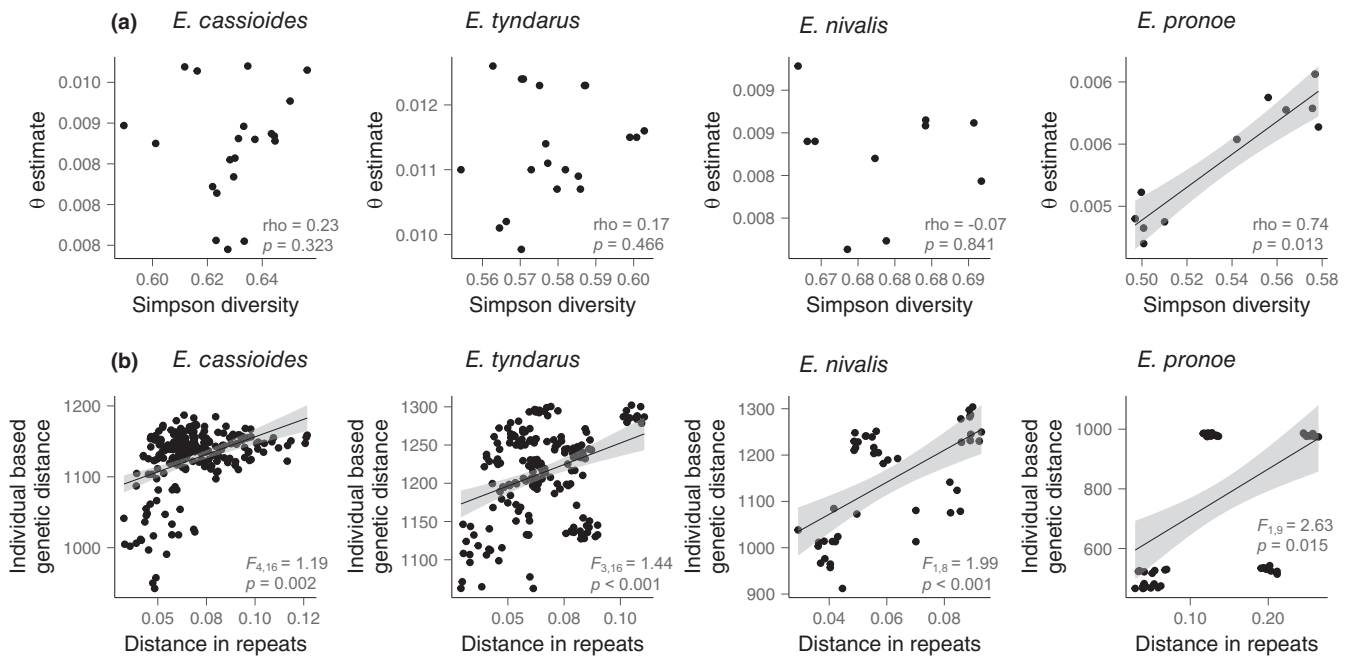 (a) E. cassioides E. tyndarus E. nivalis E. pronoe
θ estimate
0.010
0.009
0.008
0.008
0.008
rho = 0.23
p = 0.323
0.60 0.62 0.64
Simpson diversity
θ estimate
0.012
0.011
0.010
rho = 0.17
p = 0.466
0.56 0.57 0.58 0.59 0.60
Simpson diversity
θ estimate
0.009
0.009
0.008
0.008
rho = -0.07
p = 0.841
0.67 0.68 0.68 0.68 0.69
Simpson diversity
θ estimate
0.006
0.006
0.005
rho = 0.74
p = 0.013
0.50 0.52 0.54 0.56 0.58
Simpson diversity
(b) E. cassioides E. tyndarus E. nivalis E. pronoe
Individual based
genetic distance
1200
1100
1000
F4,16 = 1.19
p = 0.002
0.05 0.08 0.10 0.12
Distance in repeats
Individual based
genetic distance
1300
1250
1200
1300
1100
F3,16 = 1.44
p < 0.001
0.05 0.08 0.10
Distance in repeats
Individual based
genetic distance
1300
1200
1100
1000
900
F1,8 = 1.99
p < 0.001
0.04 0.06 0.08
Distance in repeats
Individual based
genetic distance
1000
800
600
F1,9 = 2.63
p = 0.015
0.10 0.20
Distance in repeats